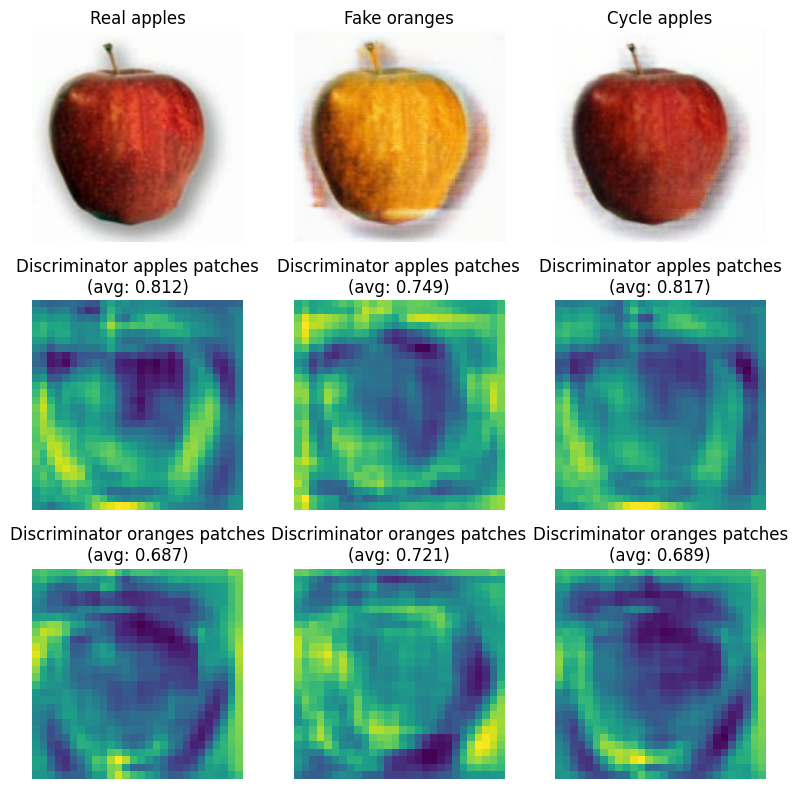 Real apples
Fake oranges
Cycle apples
Discriminator apples patches
(avg: 0.812)
Discriminator apples patches
(avg: 0.749)
Discriminator apples patches
(avg: 0.817)
Discriminator oranges patches
(avg: 0.687)
Discriminator oranges patches
(avg: 0.721)
Discriminator oranges patches
(avg: 0.689)